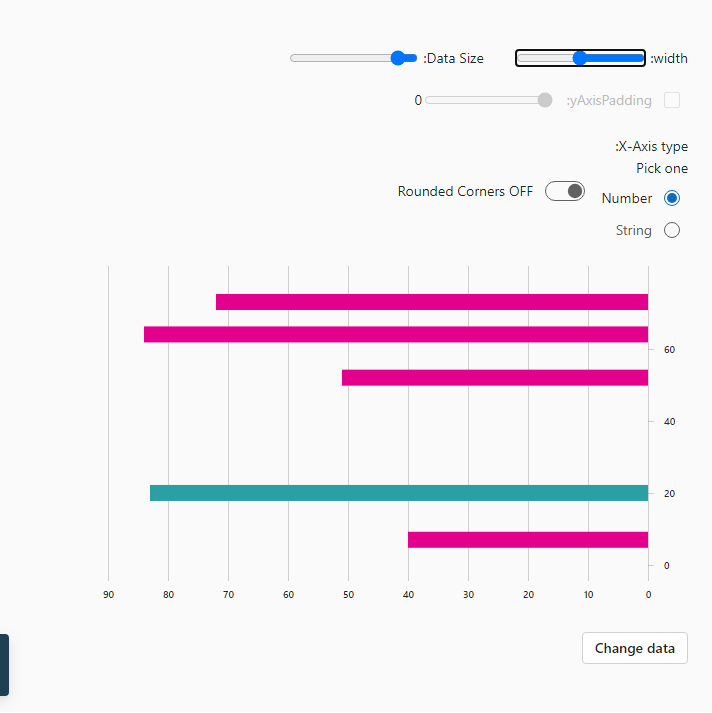 :width
:Data Size
:yAxisPadding
0
:X-Axis type
Pick one
Number
Rounded Corners OFF
String
60
40
20
0
90 80 70 60 50 40 30 20 10 0
Change data